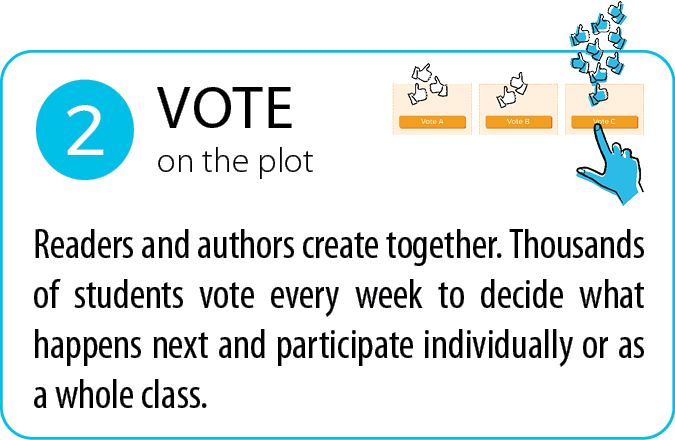 2
VOTE
on the plot
Vote A
Vote B
Vote C
Readers and authors create together. Thousands
of students vote every week to decide what
happens next and participate individually or as
a whole class.